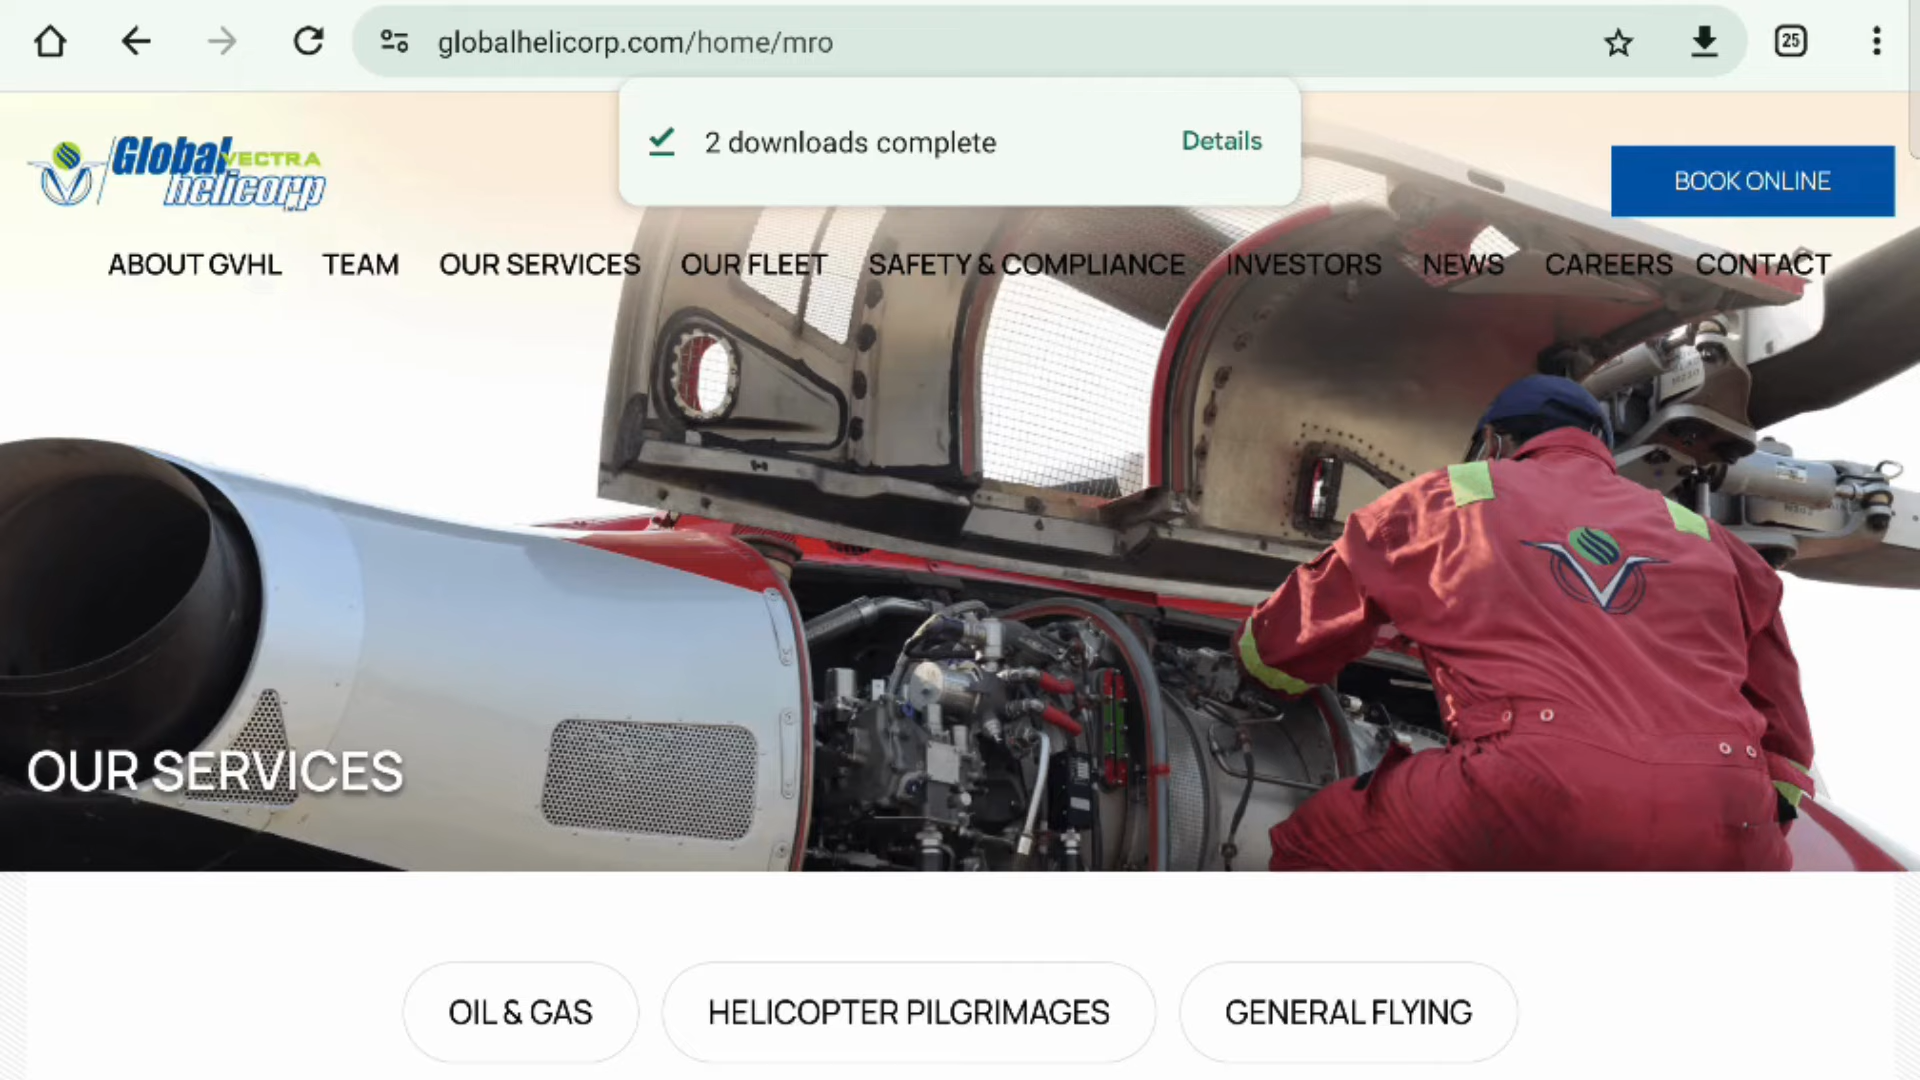 globalhelicorp.com/home/mro
25
2 downloads complete
Details
Global VECTRA
helicorp
BOOK ONLINE
ABOUT GVHL
TEAM
OUR SERVICES
OUR FLEET
SAFETY & COMPLIANCE
INVESTORS
NEWS
CAREERS
CONTACT
OUR SERVICES
OIL & GAS
HELICOPTER PILGRIMAGES
GENERAL FLYING